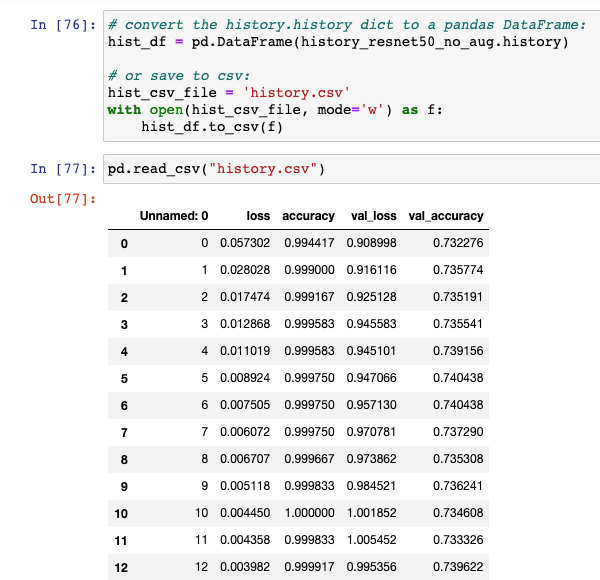 In [76]: # convert the history.history dict to a pandas DataFrame:
hist_df = pd.DataFrame(history_resnet50_no_aug.history)
# or save to csv:
hist_csv_file = 'history.csv'
with open(hist_csv_file, mode='w') as f:
    hist_df.to_csv(f)
In [77]: pd.read_csv("history.csv")
Out[77]:
Unnamed: 0 loss accuracy val_loss val_accuracy
0 0 0.057302 0.994417 0.908998 0.732276
1 1 0.028028 0.999000 0.916116 0.735774
2 2 0.017474 0.999167 0.925128 0.735191
3 3 0.012868 0.999583 0.945583 0.735541
4 4 0.011019 0.999583 0.945101 0.739156
5 5 0.008924 0.999750 0.947066 0.740438
6 6 0.007505 0.999750 0.957130 0.740438
7 7 0.006072 0.999750 0.970781 0.737290
8 8 0.006707 0.999667 0.973862 0.735308
9 9 0.005118 0.999833 0.984521 0.736241
10 10 0.004450 1.000000 1.001852 0.734608
11 11 0.004358 0.999833 1.005452 0.733326
12 12 0.003982 0.999917 0.995356 0.739622